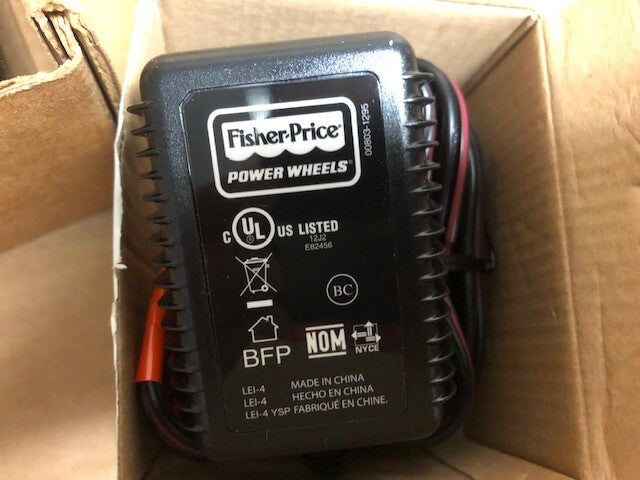 Fisher-Price®
POWER WHEELS®
00803-1295
C UL® US LISTED
12J2
E82456
BC
BFP
NOM
NYCE
LEI-4 MADE IN CHINA
LEI-4 HECHO EN CHINA
LEI-4 YSP FABRIQUÉ EN CHINE.